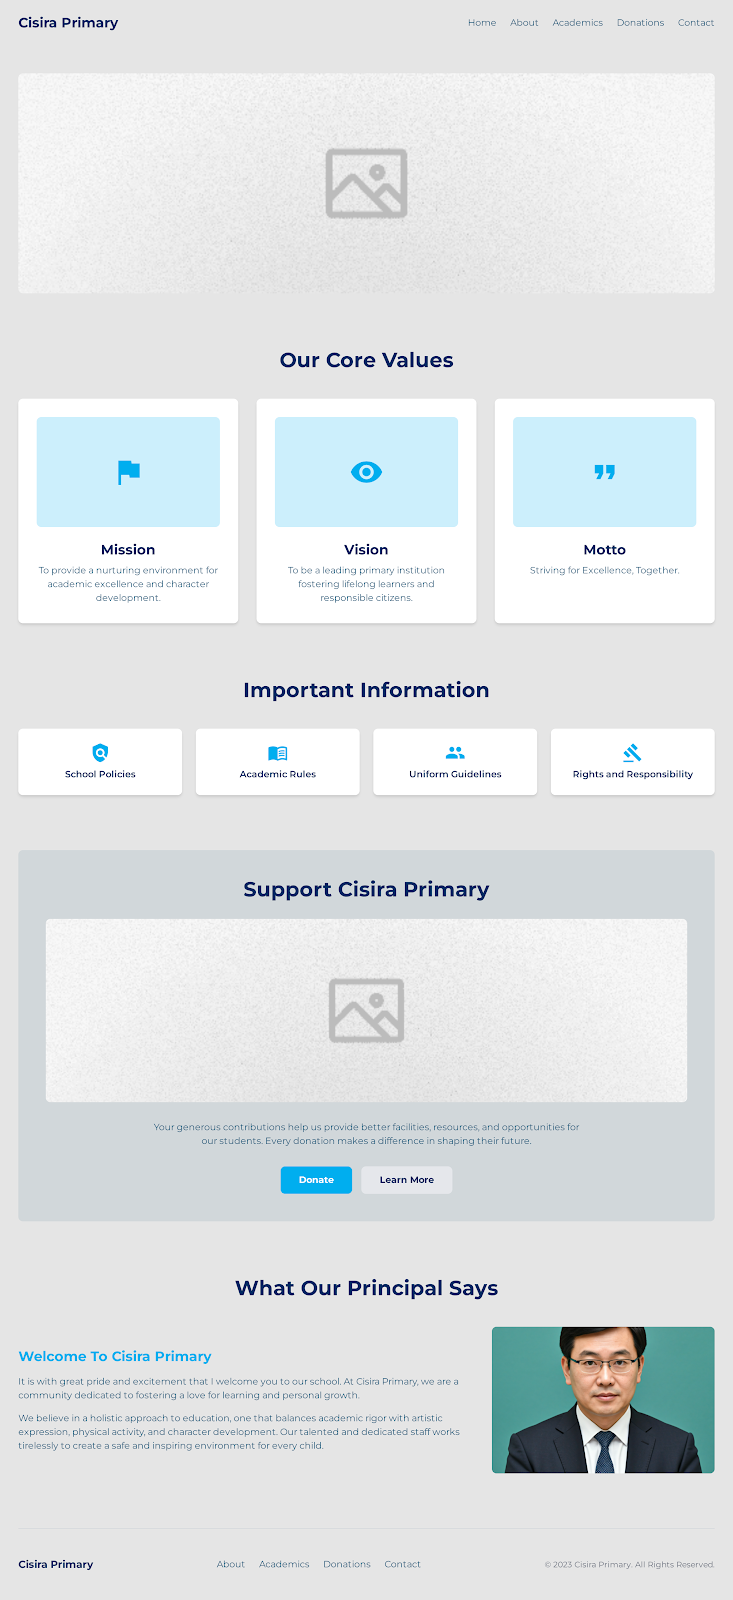 Cisira Primary
Home About Academics Donations Contact
Our Core Values
Mission
To provide a nurturing environment for
academic excellence and character
development.
Vision
To be a leading primary institution
fostering lifelong learners and
responsible citizens.
Motto
Striving for Excellence, Together.
Important Information
School Policies
Academic Rules
Uniform Guidelines
Rights and Responsibility
Support Cisira Primary
Your generous contributions help us provide better facilities, resources, and opportunities for
our students. Every donation makes a difference in shaping their future.
Donate
Learn More
What Our Principal Says
Welcome To Cisira Primary
It is with great pride and excitement that I welcome you to our school. At Cisira Primary, we are a
community dedicated to fostering a love for learning and personal growth.
We believe in a holistic approach to education, one that balances academic rigor with artistic
expression, physical activity, and character development. Our talented and dedicated staff works
tirelessly to create a safe and inspiring environment for every child.
Cisira Primary
About Academics Donations Contact
© 2023 Cisira Primary. All Rights Reserved.